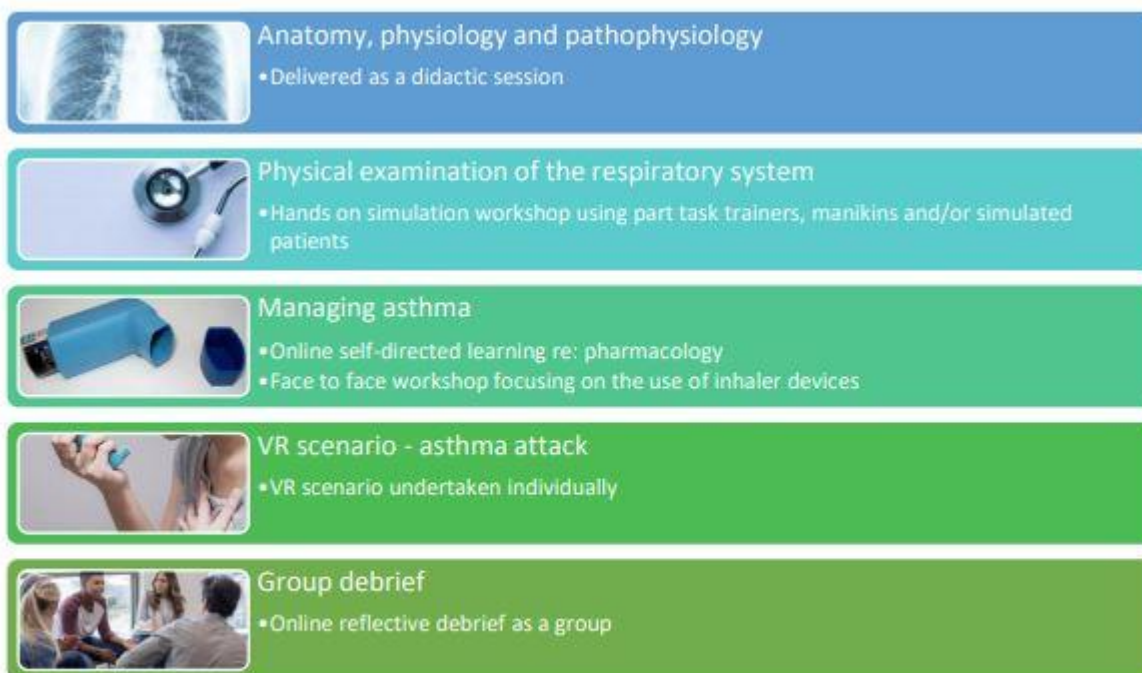 Anatomy, physiology and pathophysiology
•Delivered as a didactic session
Physical examination of the respiratory system
•Hands on simulation workshop using part task trainers, manikins and/or simulated
patients
Managing asthma
•Online self-directed learning re: pharmacology
•Face to face workshop focusing on the use of inhaler devices
VR scenario - asthma attack
•VR scenario undertaken individually
Group debrief
•Online reflective debrief as a group